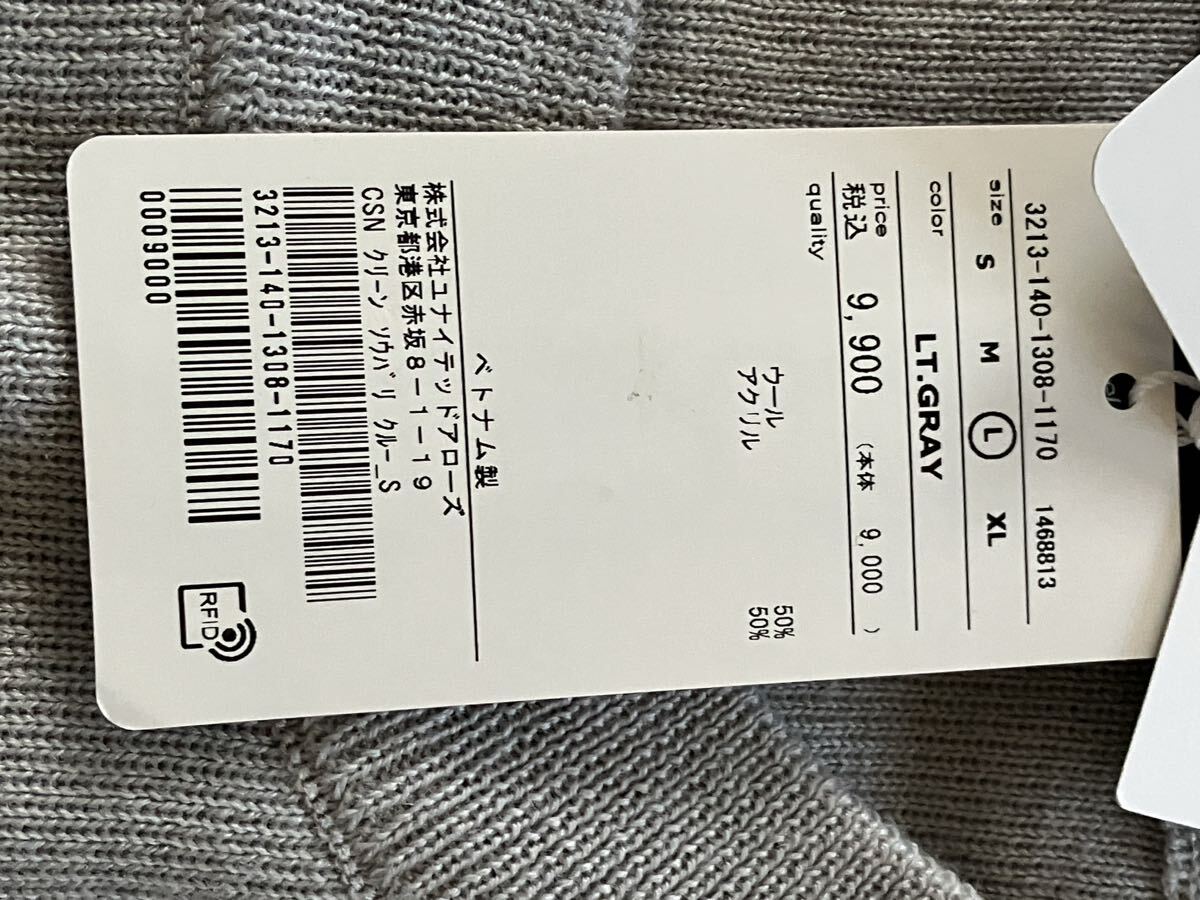 3213-140-1308-1170 1468813
size S M L XL
color LT.GRAY
price 税込 9,900 (本体 9,000 )
quality
ウール 50%
アクリル 50%
ベトナム製
株式会社ユナイテッドアローズ
東京都港区赤坂8-1-19
CSN クリーン ソウバリ クルー_S
3213-140-1308-1170
0009000
RFID